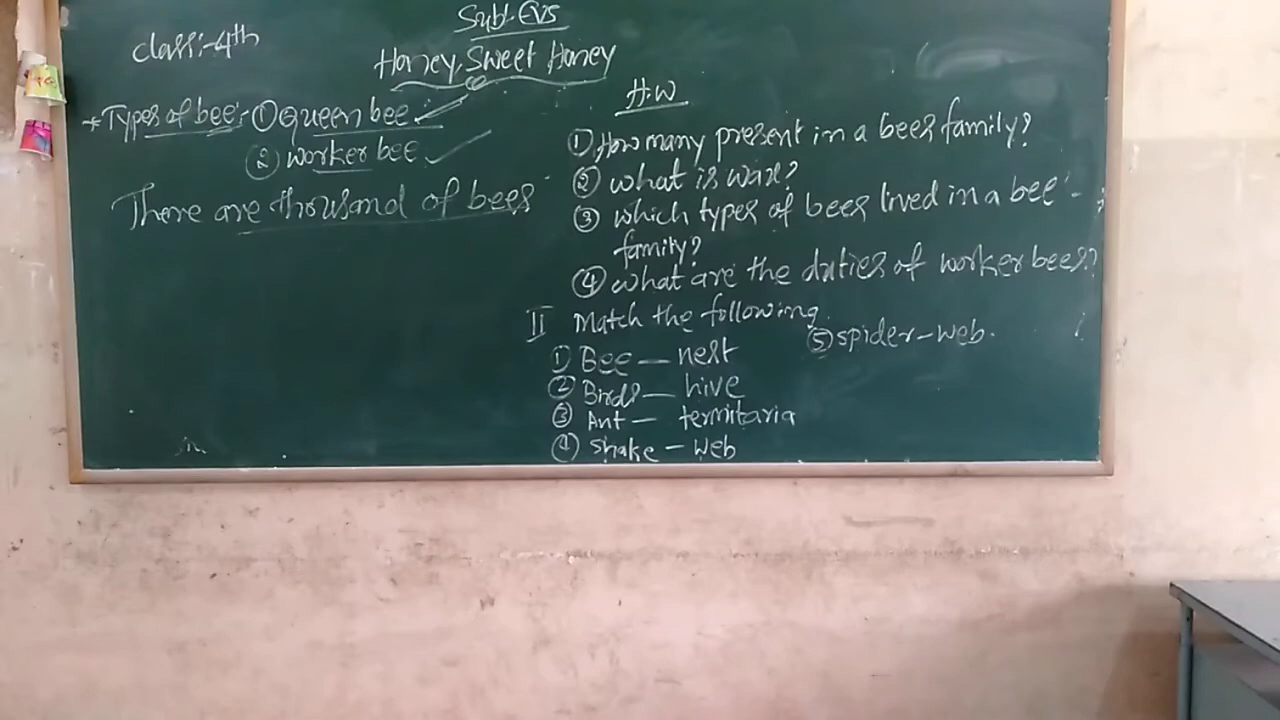 Sub:-EVS
Class:-4th
Honey, Sweet Honey
*Types of bee:- ① Queen bee
② worker bee
There are thousand of bees
H.W
① How many present in a bees family?
② what is wax?
③ which types of bees lived in a bee
family?
④ what are the duties of worker bees?
II Match the following
① Bee — nest
② Birds — hive
③ Ant — termitaria
④ Snake — Web
⑤ spider-web.